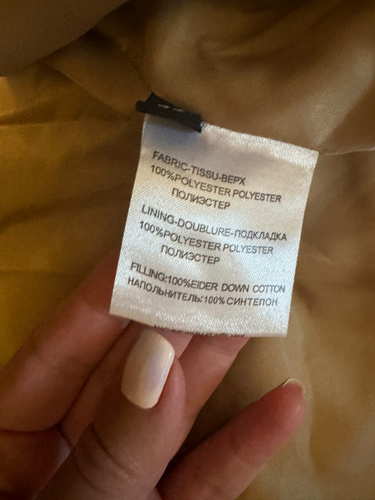 FABRIC-TISSU-ВЕРХ
100%POLYESTER POLYESTER
ПОЛИЭСТЕР
LINING-DOUBLURE-ПОДКЛАДКА
100%POLYESTER POLYESTER
ПОЛИЭСТЕР
FILLING:100%EIDER DOWN COTTON
НАПОЛНИТЕЛЬ:100% СИНТЕПОН